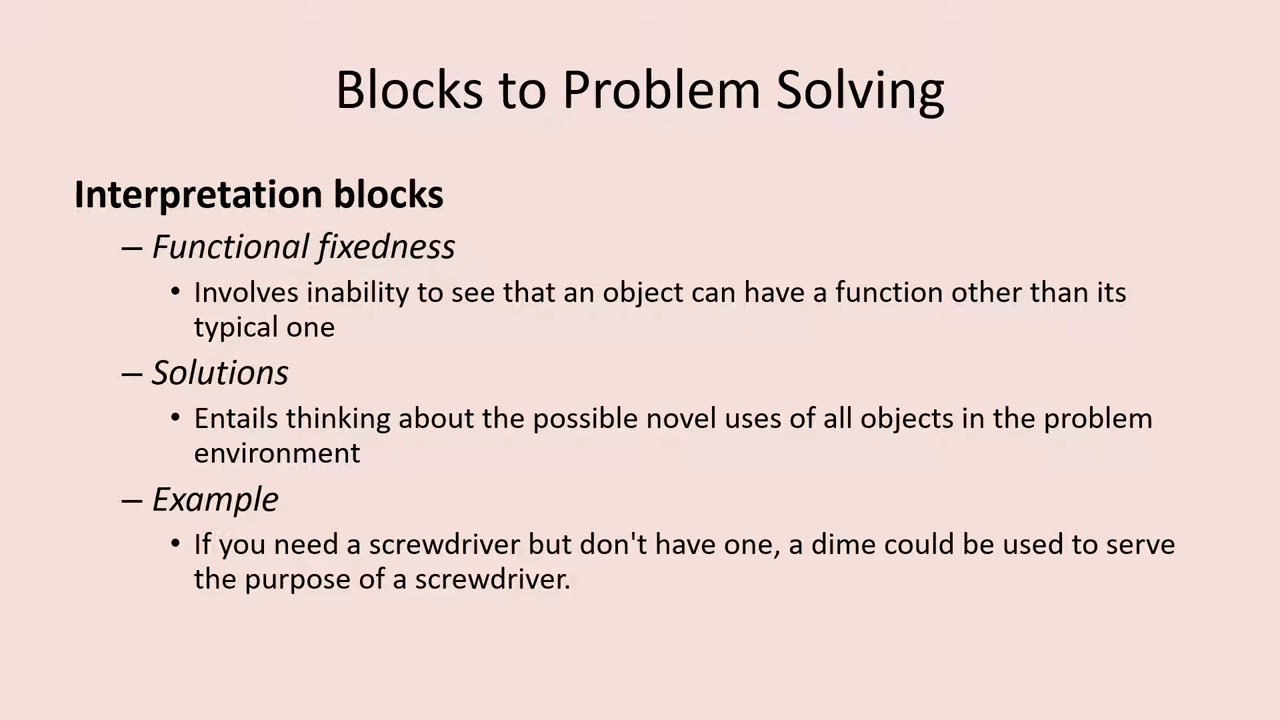 Blocks to Problem Solving
Interpretation blocks
– Functional fixedness
• Involves inability to see that an object can have a function other than its
typical one
– Solutions
• Entails thinking about the possible novel uses of all objects in the problem
environment
– Example
• If you need a screwdriver but don't have one, a dime could be used to serve
the purpose of a screwdriver.